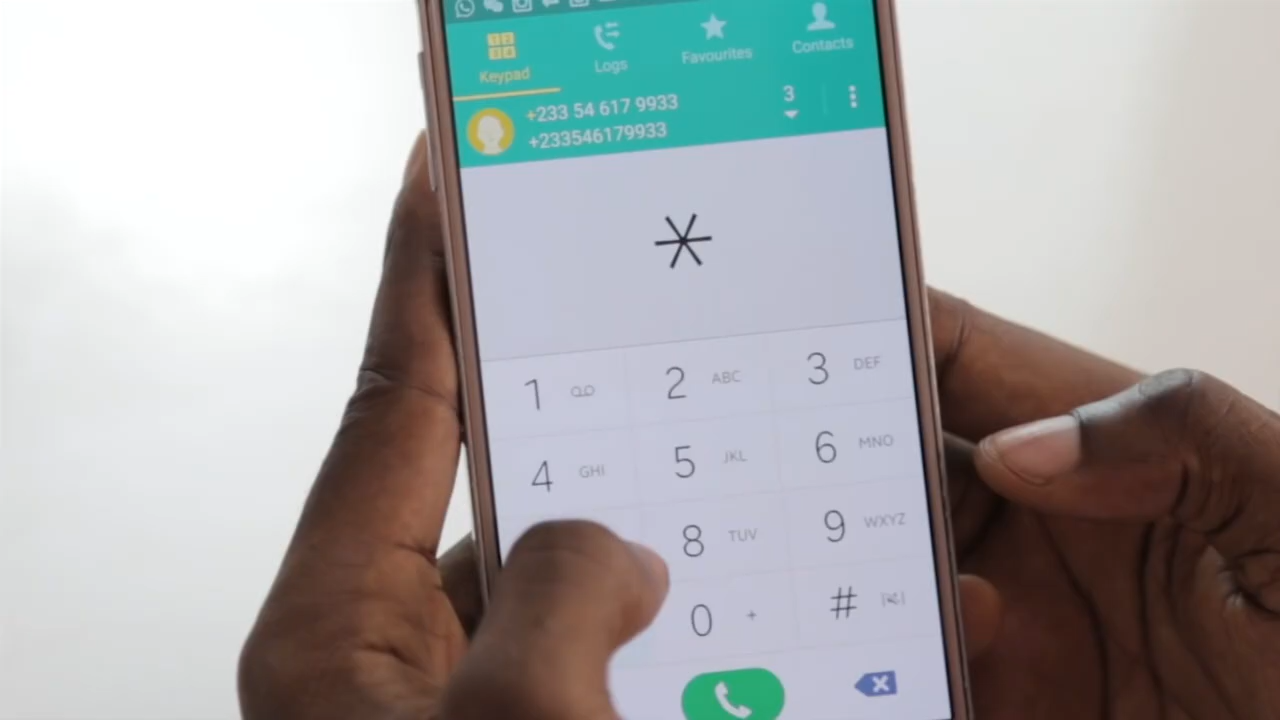 Keypad
Logs
Favourites
Contacts
+233 54 617 9933
+233546179933
3
*
1
2 ABC
3 DEF
4 GHI
5 JKL
6 MNO
8 TUV
9 WXYZ
0 +
#